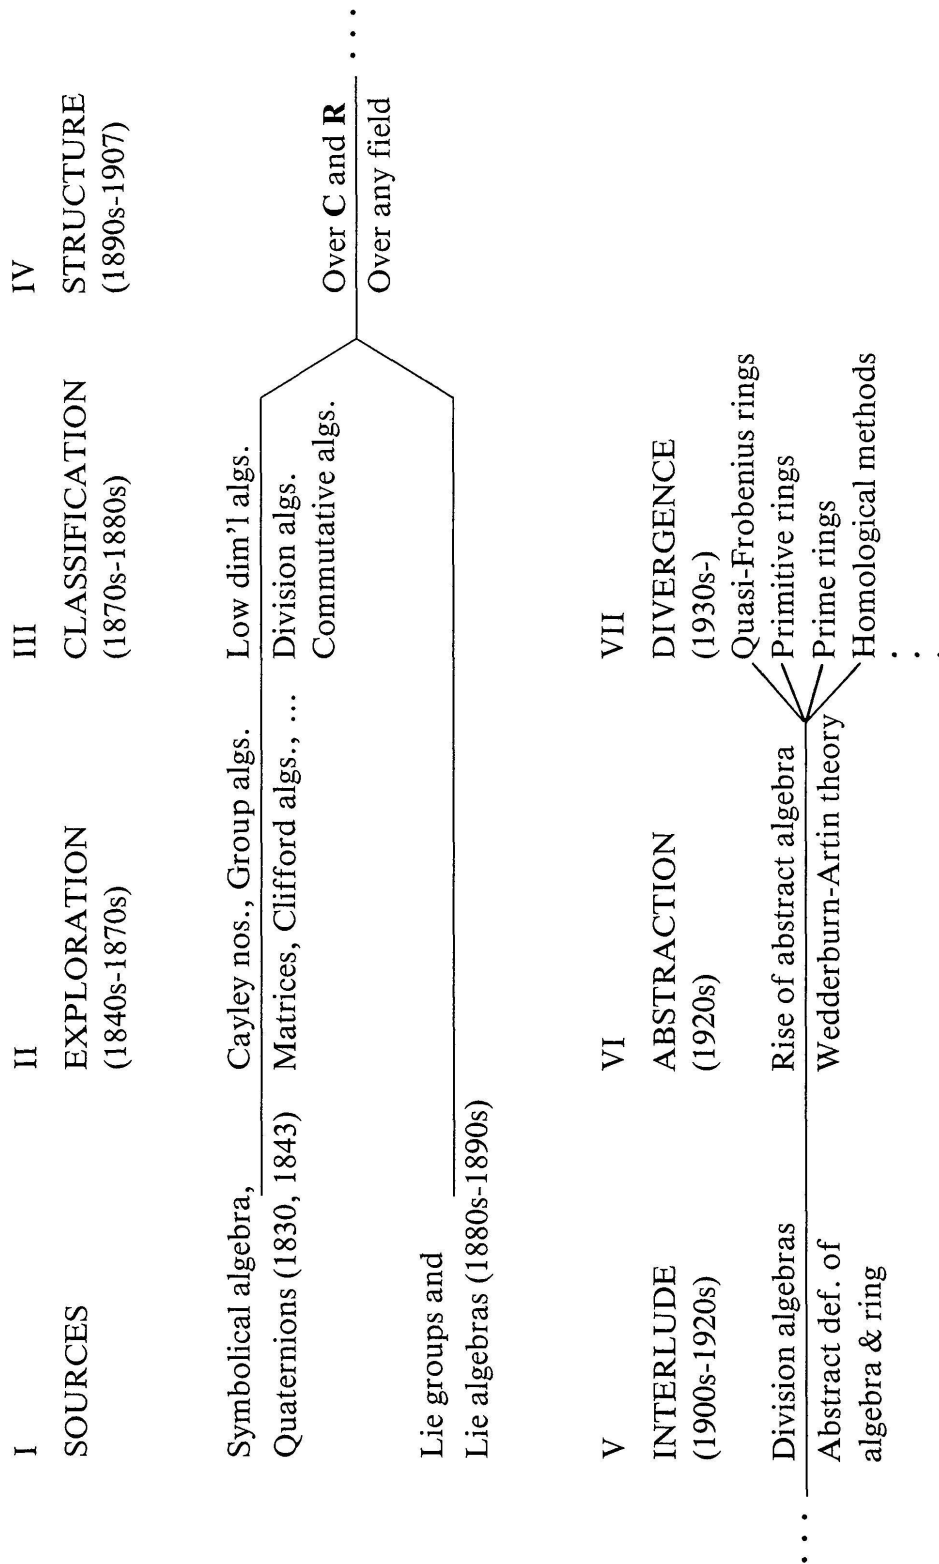 I
SOURCES
Symbolical algebra,
Quaternions (1830, 1843)
Lie groups and
Lie algebras (1880s-1890s)
II
EXPLORATION
(1840s-1870s)
Cayley nos., Group algs.
Matrices, Clifford algs., …
III
CLASSIFICATION
(1870s-1880s)
Low dim'l algs.
Division algs.
Commutative algs.
IV
STRUCTURE
(1890s-1907)
Over C and R
Over any field
. . .
. . .
V
INTERLUDE
(1900s-1920s)
Division algebras
Abstract def. of
algebra & ring
VI
ABSTRACTION
(1920s)
Rise of abstract algebra
Wedderburn-Artin theory
VII
DIVERGENCE
(1930s-)
Quasi-Frobenius rings
Primitive rings
Prime rings
Homological methods
. . .